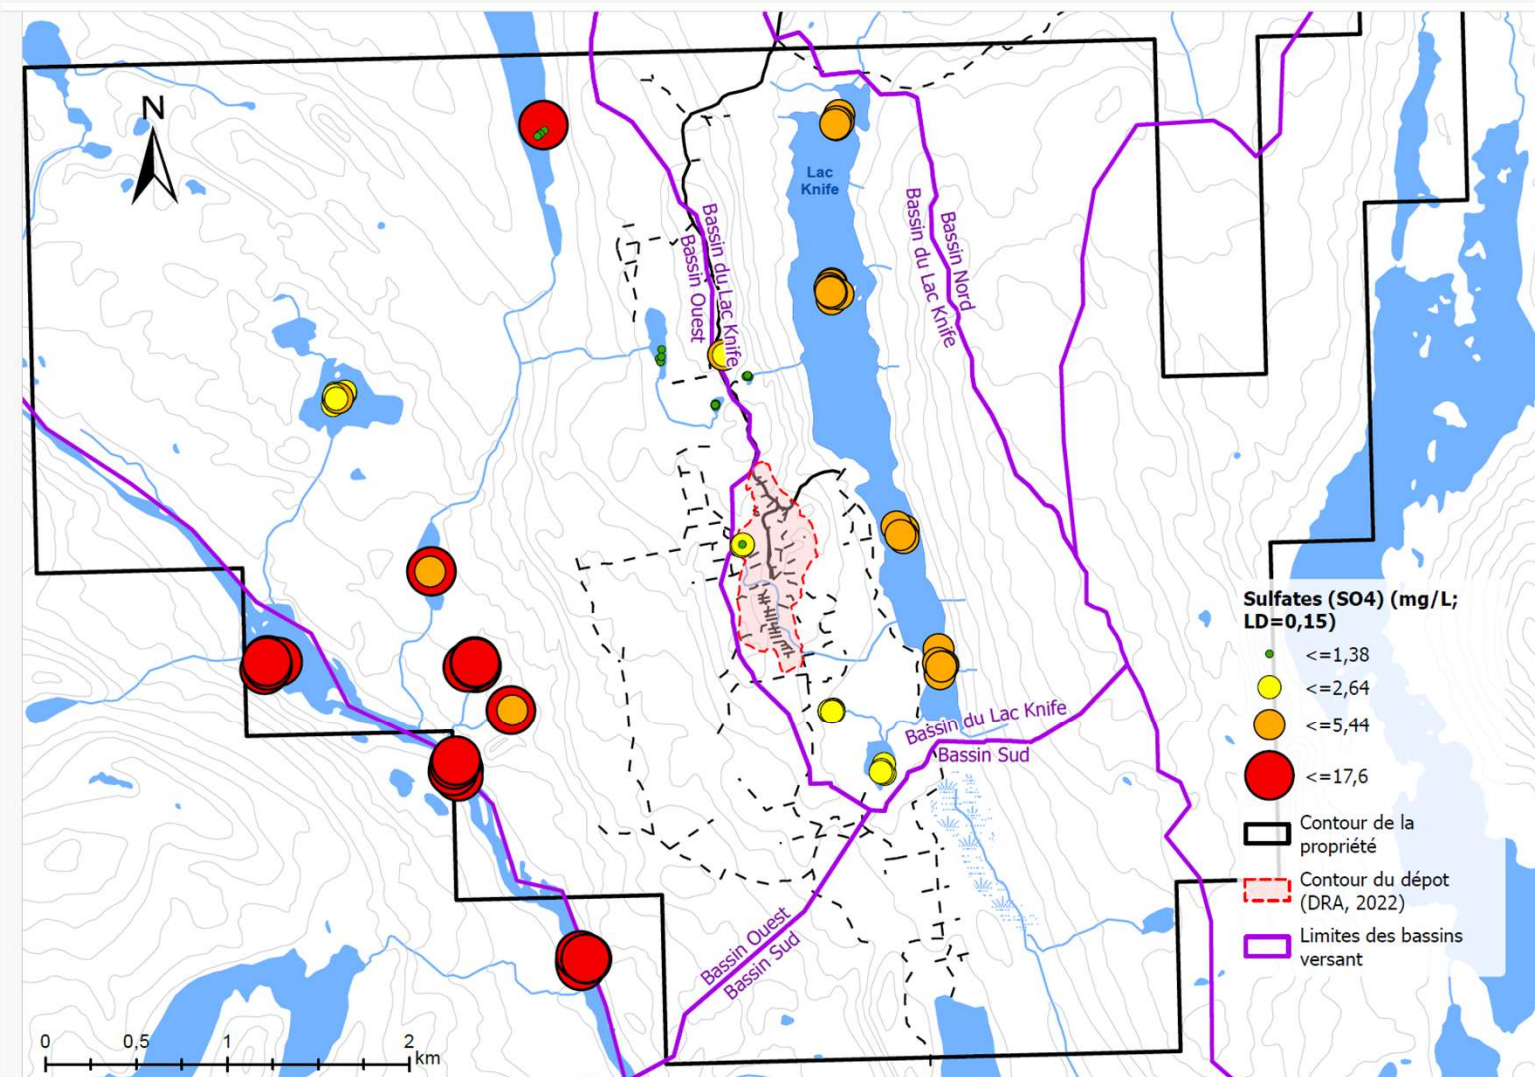 N
Lac
Knife
Bassin du Lac Knife
Bassin Ouest
Bassin Nord
Bassin du Lac Knife
Bassin du Lac Knife
Bassin Sud
Bassin Ouest
Bassin Sud
Sulfates (SO4) (mg/L;
LD=0,15)
<=1,38
<=2,64
<=5,44
<=17,6
Contour de la
propriété
Contour du dépot
(DRA, 2022)
Limites des bassins
versant
0 0,5 1 2
km